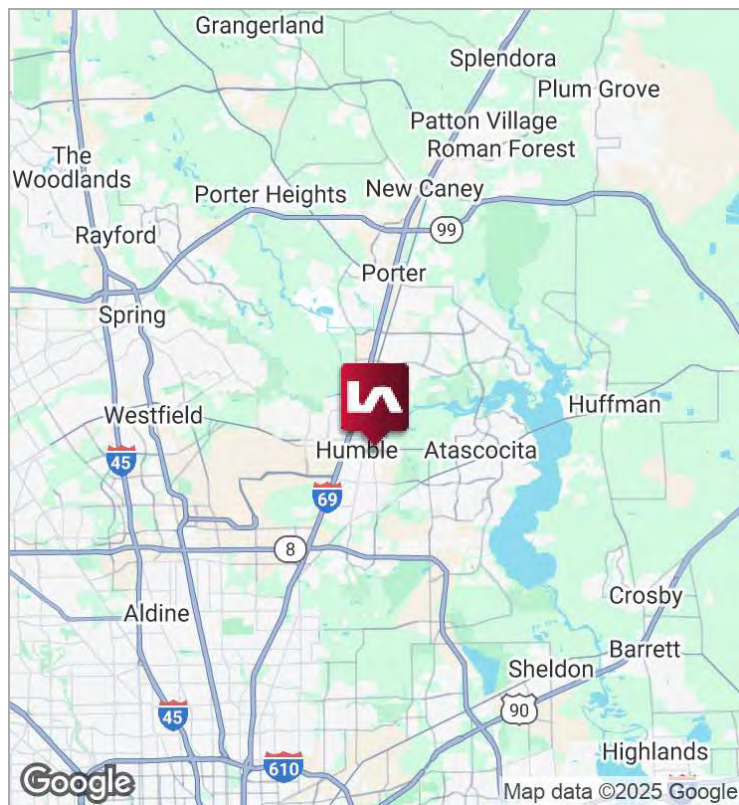 Grangerland
Splendora
Plum Grove
Patton Village
Roman Forest
The
Woodlands
Porter Heights
New Caney
Rayford
99
Porter
Spring
LA
Westfield
Huffman
45
Humble
Atascocita
69
8
Aldine
Crosby
Barrett
Sheldon
45
90
610
Highlands
Google
Map data ©2025 Google